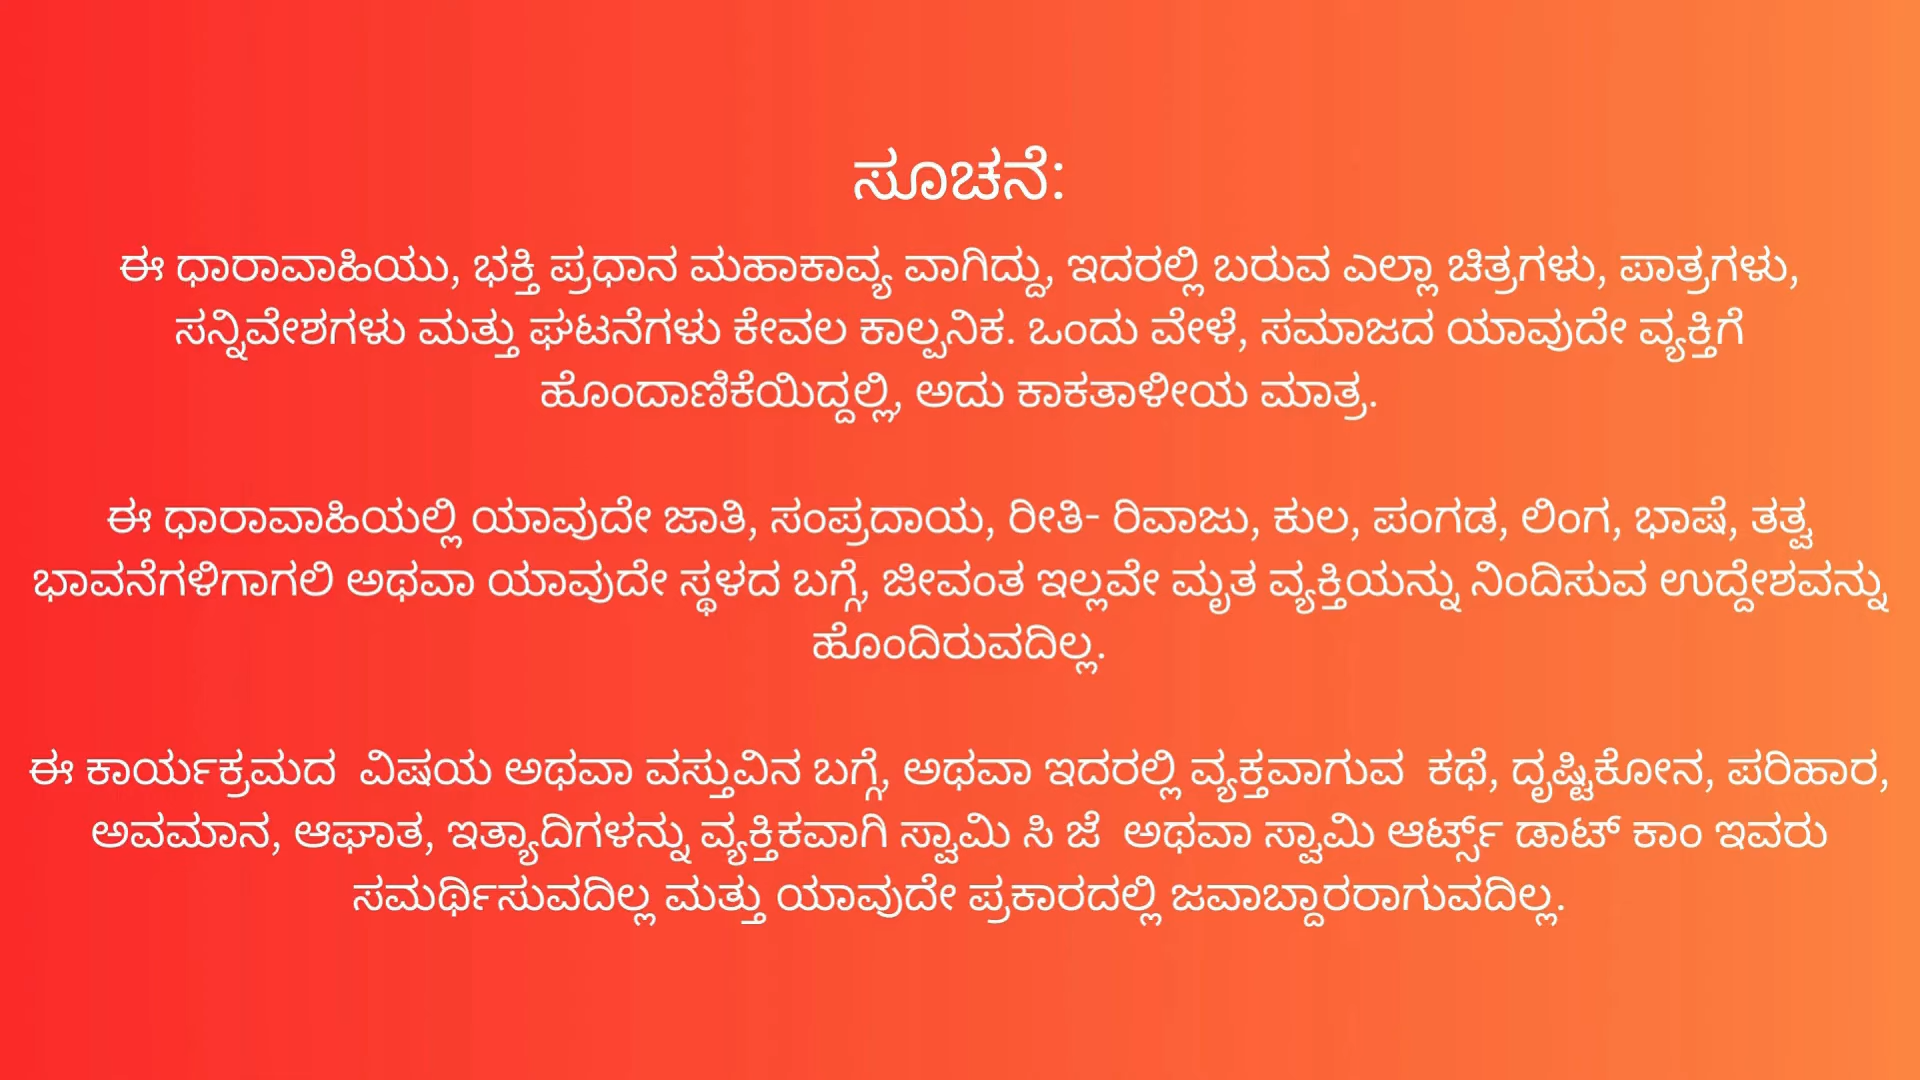 ಸೂಚನೆ:
ಈ ಧಾರಾವಾಹಿಯು, ಭಕ್ತಿ ಪ್ರಧಾನ ಮಹಾಕಾವ್ಯ ವಾಗಿದ್ದು, ಇದರಲ್ಲಿ ಬರುವ ಎಲ್ಲಾ ಚಿತ್ರಗಳು, ಪಾತ್ರಗಳು,
ಸನ್ನಿವೇಶಗಳು ಮತ್ತು ಘಟನೆಗಳು ಕೇವಲ ಕಾಲ್ಪನಿಕ. ಒಂದು ವೇಳೆ, ಸಮಾಜದ ಯಾವುದೇ ವ್ಯಕ್ತಿಗೆ
ಹೊಂದಾಣಿಕೆಯಿದ್ದಲ್ಲಿ, ಅದು ಕಾಕತಾಳೀಯ ಮಾತ್ರ.
ಈ ಧಾರಾವಾಹಿಯಲ್ಲಿ ಯಾವುದೇ ಜಾತಿ, ಸಂಪ್ರದಾಯ, ರೀತಿ- ರಿವಾಜು, ಕುಲ, ಪಂಗಡ, ಲಿಂಗ, ಭಾಷೆ, ತತ್ವ
ಭಾವನೆಗಳಿಗಾಗಲಿ ಅಥವಾ ಯಾವುದೇ ಸ್ಥಳದ ಬಗ್ಗೆ, ಜೀವಂತ ಇಲ್ಲವೇ ಮೃತ ವ್ಯಕ್ತಿಯನ್ನು ನಿಂದಿಸುವ ಉದ್ದೇಶವನ್ನು
ಹೊಂದಿರುವದಿಲ್ಲ.
ಈ ಕಾರ್ಯಕ್ರಮದ ವಿಷಯ ಅಥವಾ ವಸ್ತುವಿನ ಬಗ್ಗೆ, ಅಥವಾ ಇದರಲ್ಲಿ ವ್ಯಕ್ತವಾಗುವ ಕಥೆ, ದೃಷ್ಟಿಕೋನ, ಪರಿಹಾರ,
ಅವಮಾನ, ಆಘಾತ, ಇತ್ಯಾದಿಗಳನ್ನು ವ್ಯಕ್ತಿಕವಾಗಿ ಸ್ವಾಮಿ ಸಿ ಜೆ ಅಥವಾ ಸ್ವಾಮಿ ಆರ್ಟ್ಸ್ ಡಾಟ್ ಕಾಂ ಇವರು
ಸಮರ್ಥಿಸುವದಿಲ್ಲ ಮತ್ತು ಯಾವುದೇ ಪ್ರಕಾರದಲ್ಲಿ ಜವಾಬ್ದಾರರಾಗುವದಿಲ್ಲ.